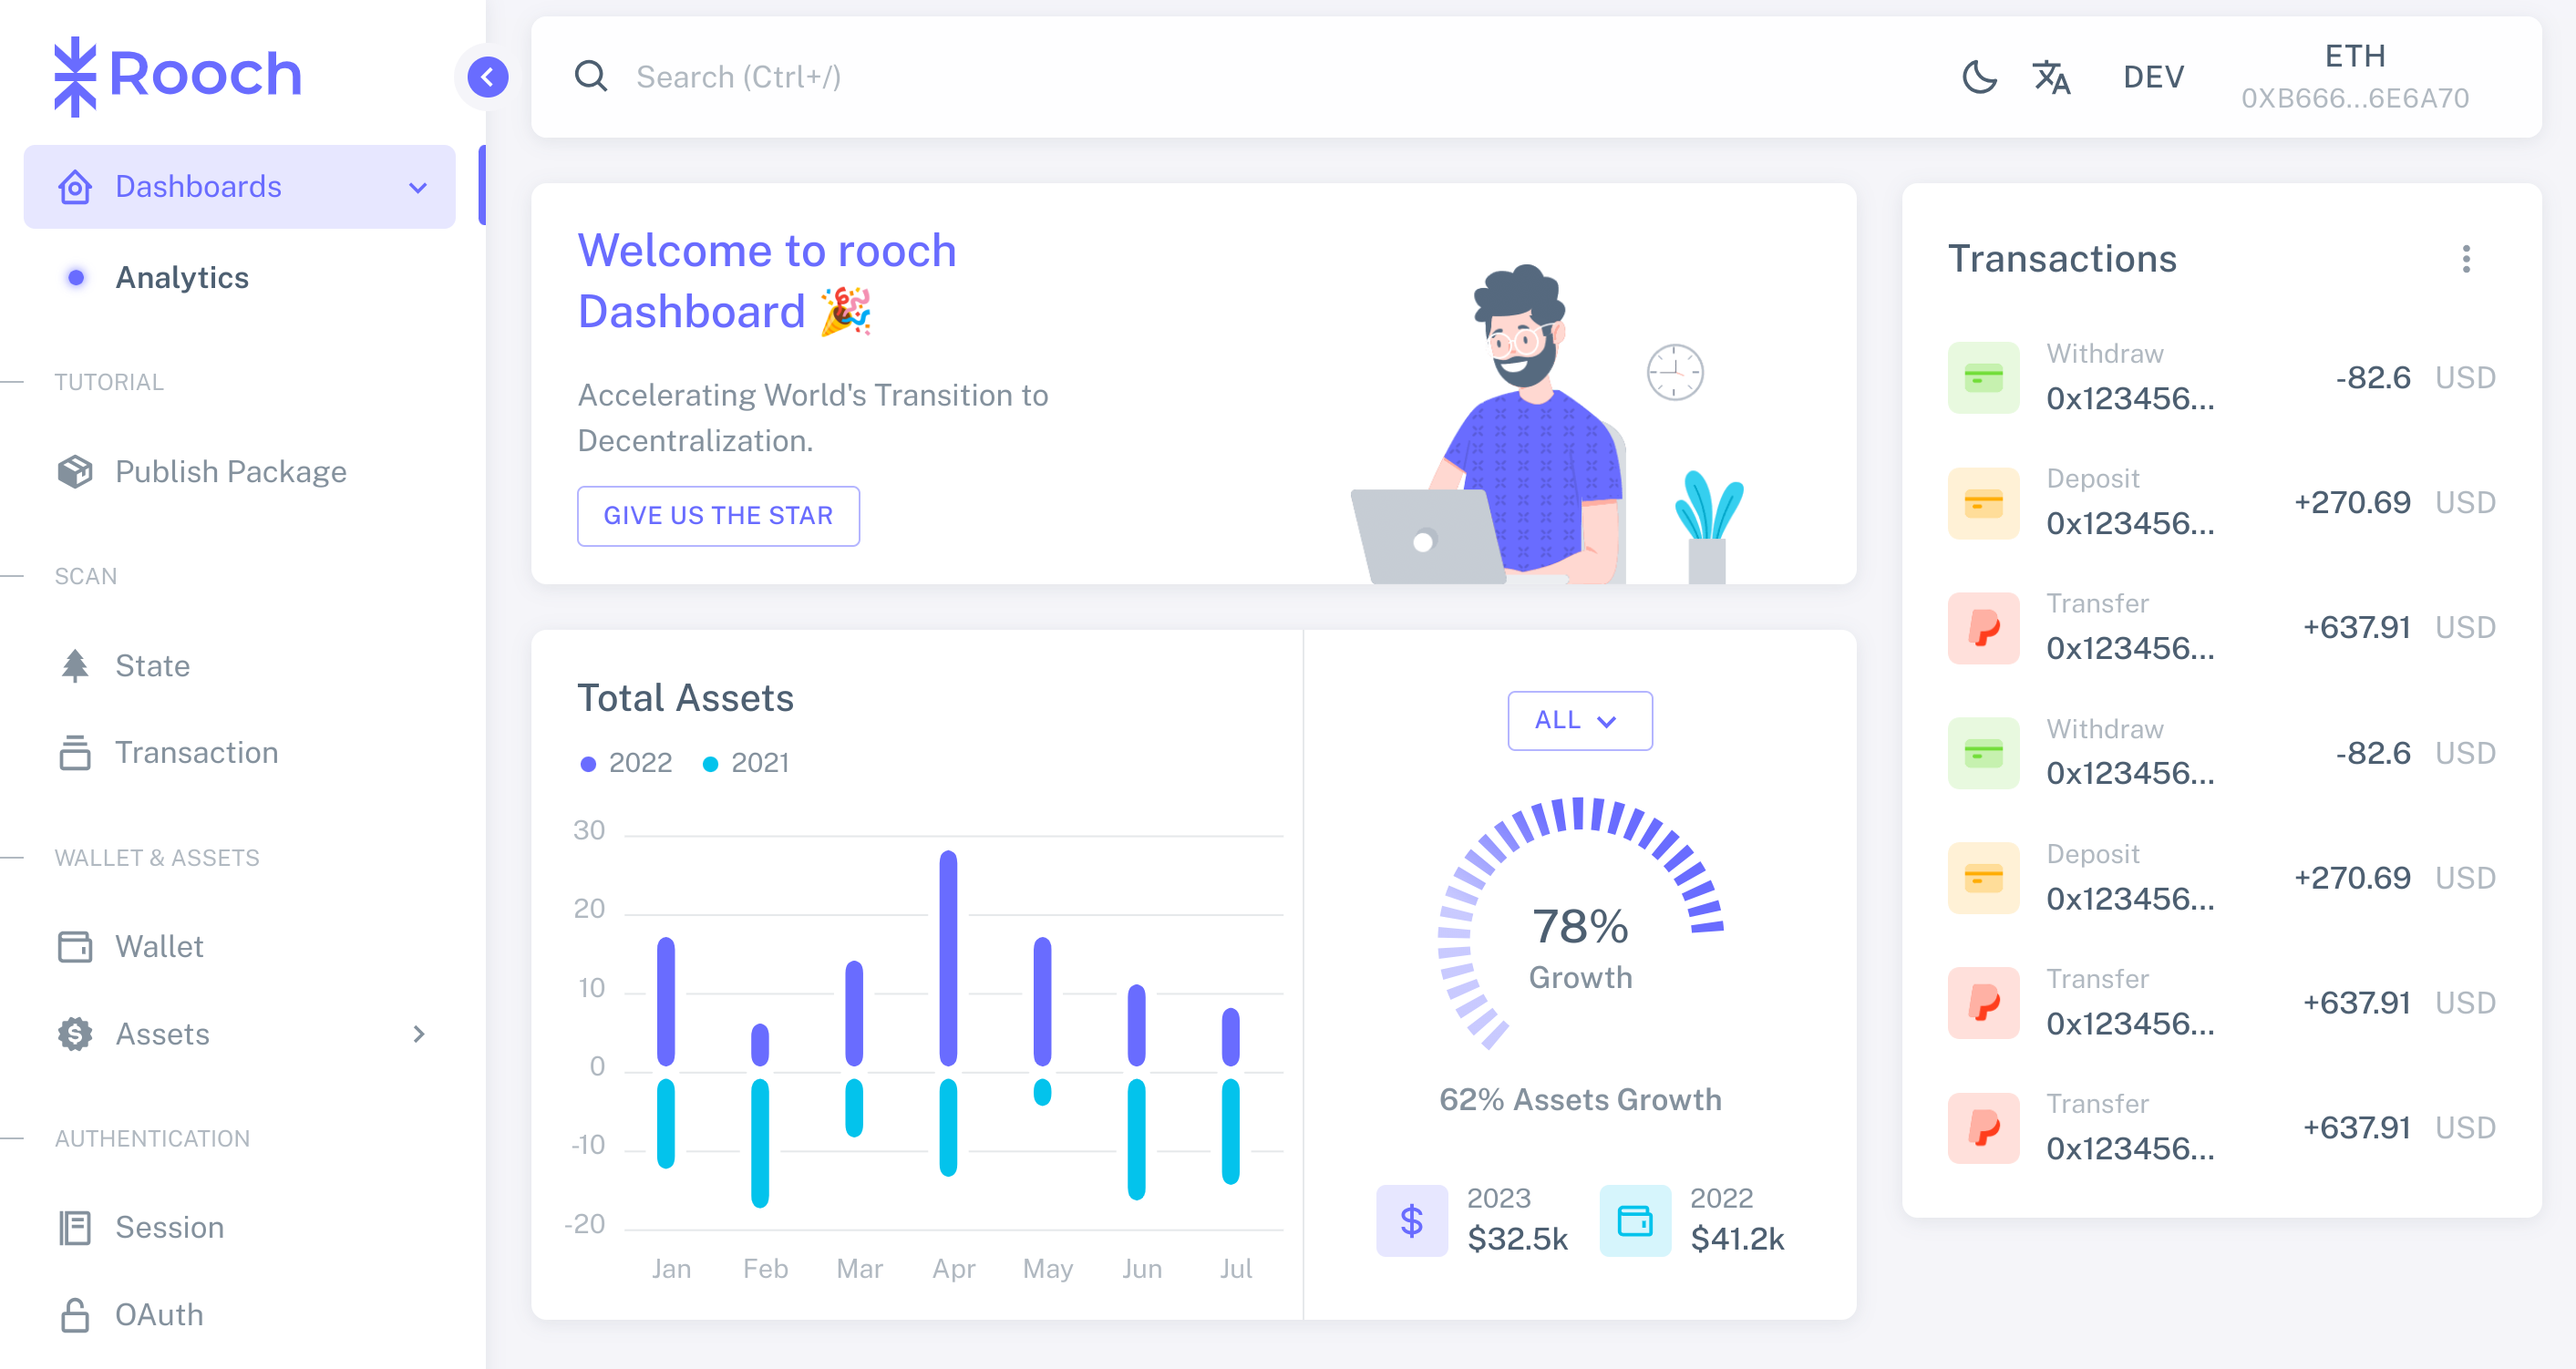 Rooch
Dashboards
Analytics
TUTORIAL
Publish Package
SCAN
State
Transaction
WALLET & ASSETS
Wallet
Assets
AUTHENTICATION
Session
OAuth
Search (Ctrl+/)
DEV
ETH
0XB666...6E6A70
Welcome to rooch
Dashboard 🎉
Accelerating World's Transition to
Decentralization.
GIVE US THE STAR
Total Assets
2022 2021
30
20
10
0
-10
-20
Jan Feb Mar Apr May Jun Jul
ALL
78%
Growth
62% Assets Growth
$
2023
$32.5k
2022
$41.2k
Transactions
Withdraw
0x123456...
-82.6 USD
Deposit
0x123456...
+270.69 USD
Transfer
0x123456...
+637.91 USD
Withdraw
0x123456...
-82.6 USD
Deposit
0x123456...
+270.69 USD
Transfer
0x123456...
+637.91 USD
Transfer
0x123456...
+637.91 USD